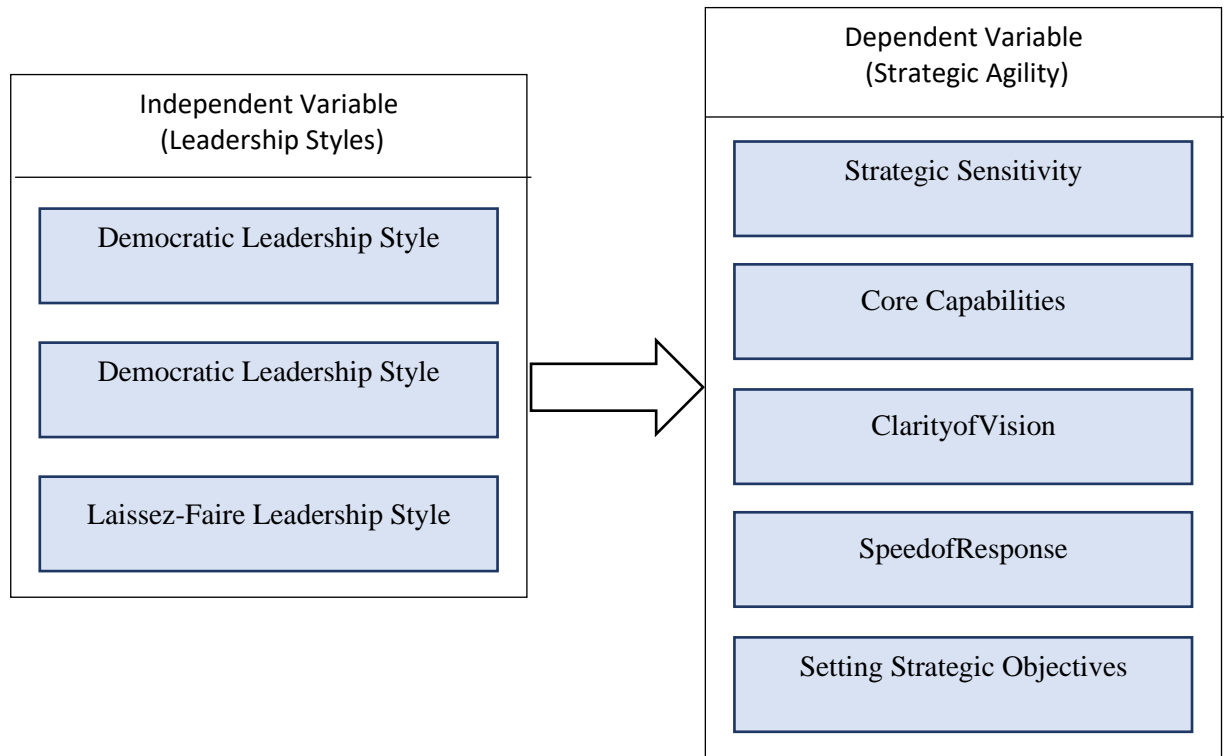 Independent Variable
(Leadership Styles)
Democratic Leadership Style
Democratic Leadership Style
Laissez-Faire Leadership Style
Dependent Variable
(Strategic Agility)
Strategic Sensitivity
Core Capabilities
ClarityofVision
SpeedofResponse
Setting Strategic Objectives